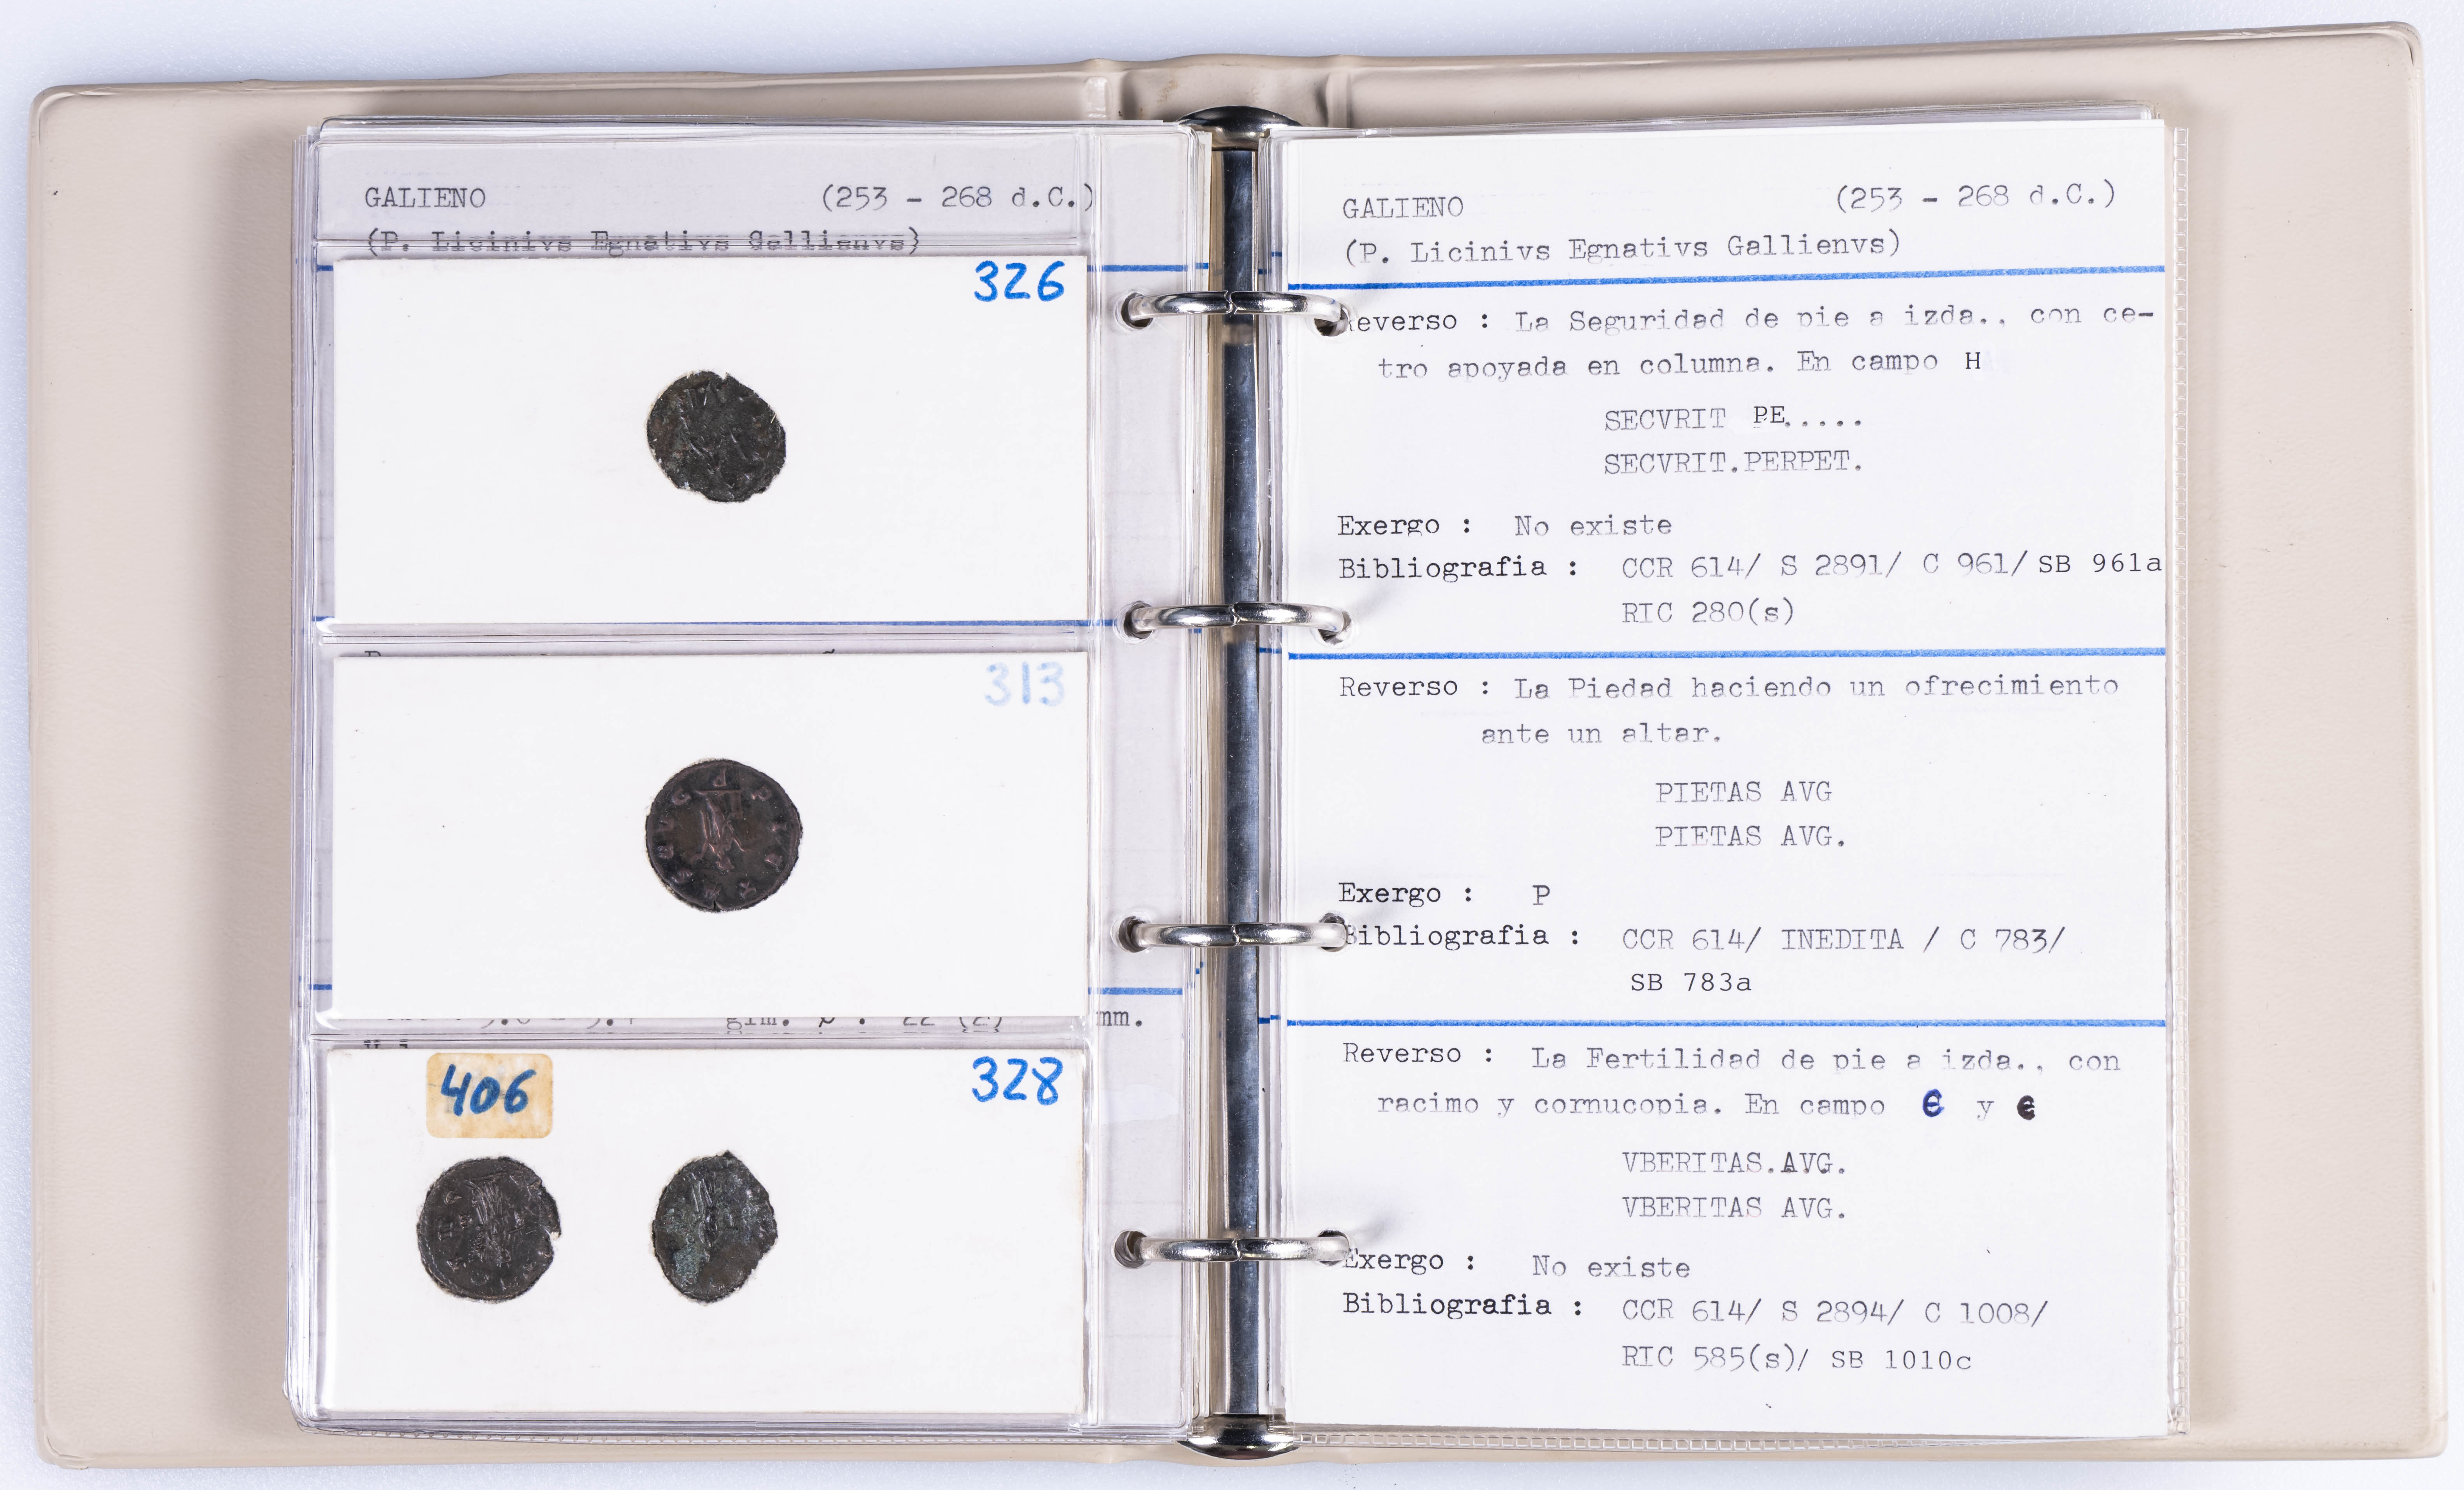 GALIENO (253 - 268 d.C.)
(P. Licinivs Egnativs Gallienvs)
326
313
mm.
406
328
GALIENO (253 - 268 d.C.)
(P. Licinivs Egnativs Gallienvs)
Reverso : La Seguridad de pie a izda., con ce-
tro apoyada en columna. En campo H
SECVRIT PE.....
SECVRIT.PERPET.
Exergo : No existe
Bibliografia : CCR 614/ S 2891/ C 961/ SB 961a
RIC 280(s)
Reverso : La Piedad haciendo un ofrecimiento
ante un altar.
PIETAS AVG
PIETAS AVG.
Exergo : P
Bibliografia : CCR 614/ INEDITA / C 783/
SB 783a
Reverso : La Fertilidad de pie a izda., con
racimo y cornucopia. En campo Є y Є
VBERITAS.AVG.
VBERITAS AVG.
Exergo : No existe
Bibliografia : CCR 614/ S 2894/ C 1008/
RIC 585(s)/ SB 1010c